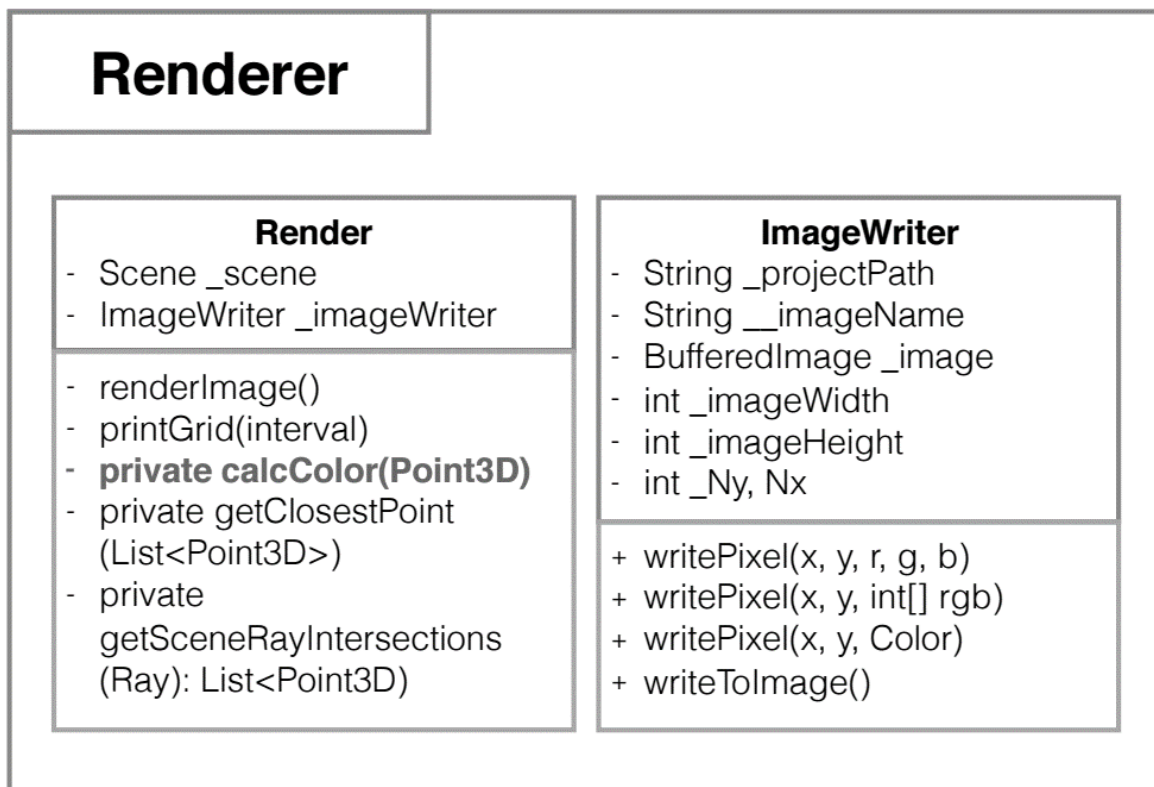 Renderer
Render
- Scene _scene
- ImageWriter _imageWriter
- renderImage()
- printGrid(interval)
- private calcColor(Point3D)
- private getClosestPoint
(List<Point3D>)
- private
getSceneRayIntersections
(Ray): List<Point3D)
ImageWriter
- String _projectPath
- String __imageName
- BufferedImage _image
- int _imageWidth
- int _imageHeight
- int _Ny, Nx
+ writePixel(x, y, r, g, b)
+ writePixel(x, y, int[] rgb)
+ writePixel(x, y, Color)
+ writeToImage()